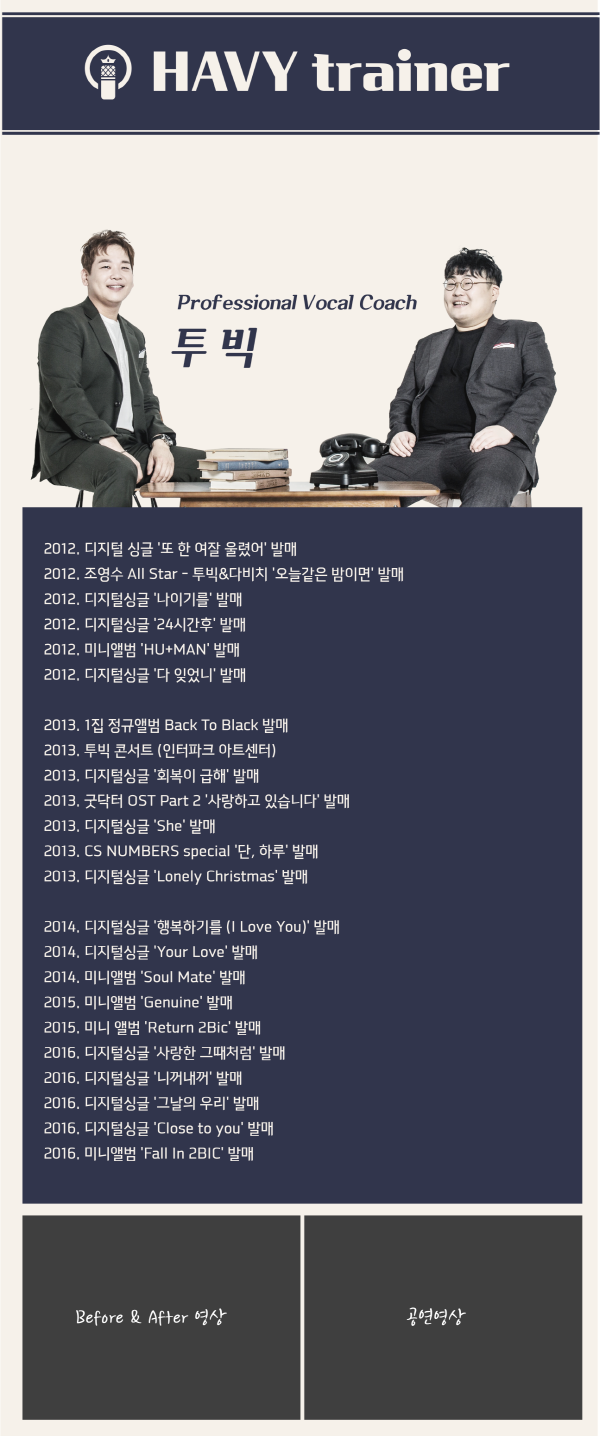 HAVY trainer
Professional Vocal Coach
투빅
2012. 디지털 싱글 '또 한 여잘 울렸어' 발매
2012. 조영수 All Star - 투빅&다비치 '오늘같은 밤이면' 발매
2012. 디지털싱글 '나이기를' 발매
2012. 디지털싱글 '24시간후' 발매
2012. 미니앨범 'HU+MAN' 발매
2012. 디지털싱글 '다 잊었니' 발매
2013. 1집 정규앨범 Back To Black 발매
2013. 투빅 콘서트 (인터파크 아트센터)
2013. 디지털싱글 '회복이 급해' 발매
2013. 굿닥터 OST Part 2 '사랑하고 있습니다' 발매
2013. 디지털싱글 'She' 발매
2013. CS NUMBERS special '단, 하루' 발매
2013. 디지털싱글 'Lonely Christmas' 발매
2014. 디지털싱글 '행복하기를 (I Love You)' 발매
2014. 디지털싱글 'Your Love' 발매
2014. 미니앨범 'Soul Mate' 발매
2015. 미니앨범 'Genuine' 발매
2015. 미니 앨범 'Return 2Bic' 발매
2016. 디지털싱글 '사랑한 그때처럼' 발매
2016. 디지털싱글 '니꺼내꺼' 발매
2016. 디지털싱글 '그날의 우리' 발매
2016. 디지털싱글 'Close to you' 발매
2016. 미니앨범 'Fall In 2BIC' 발매
Before & After 영상
공연영상